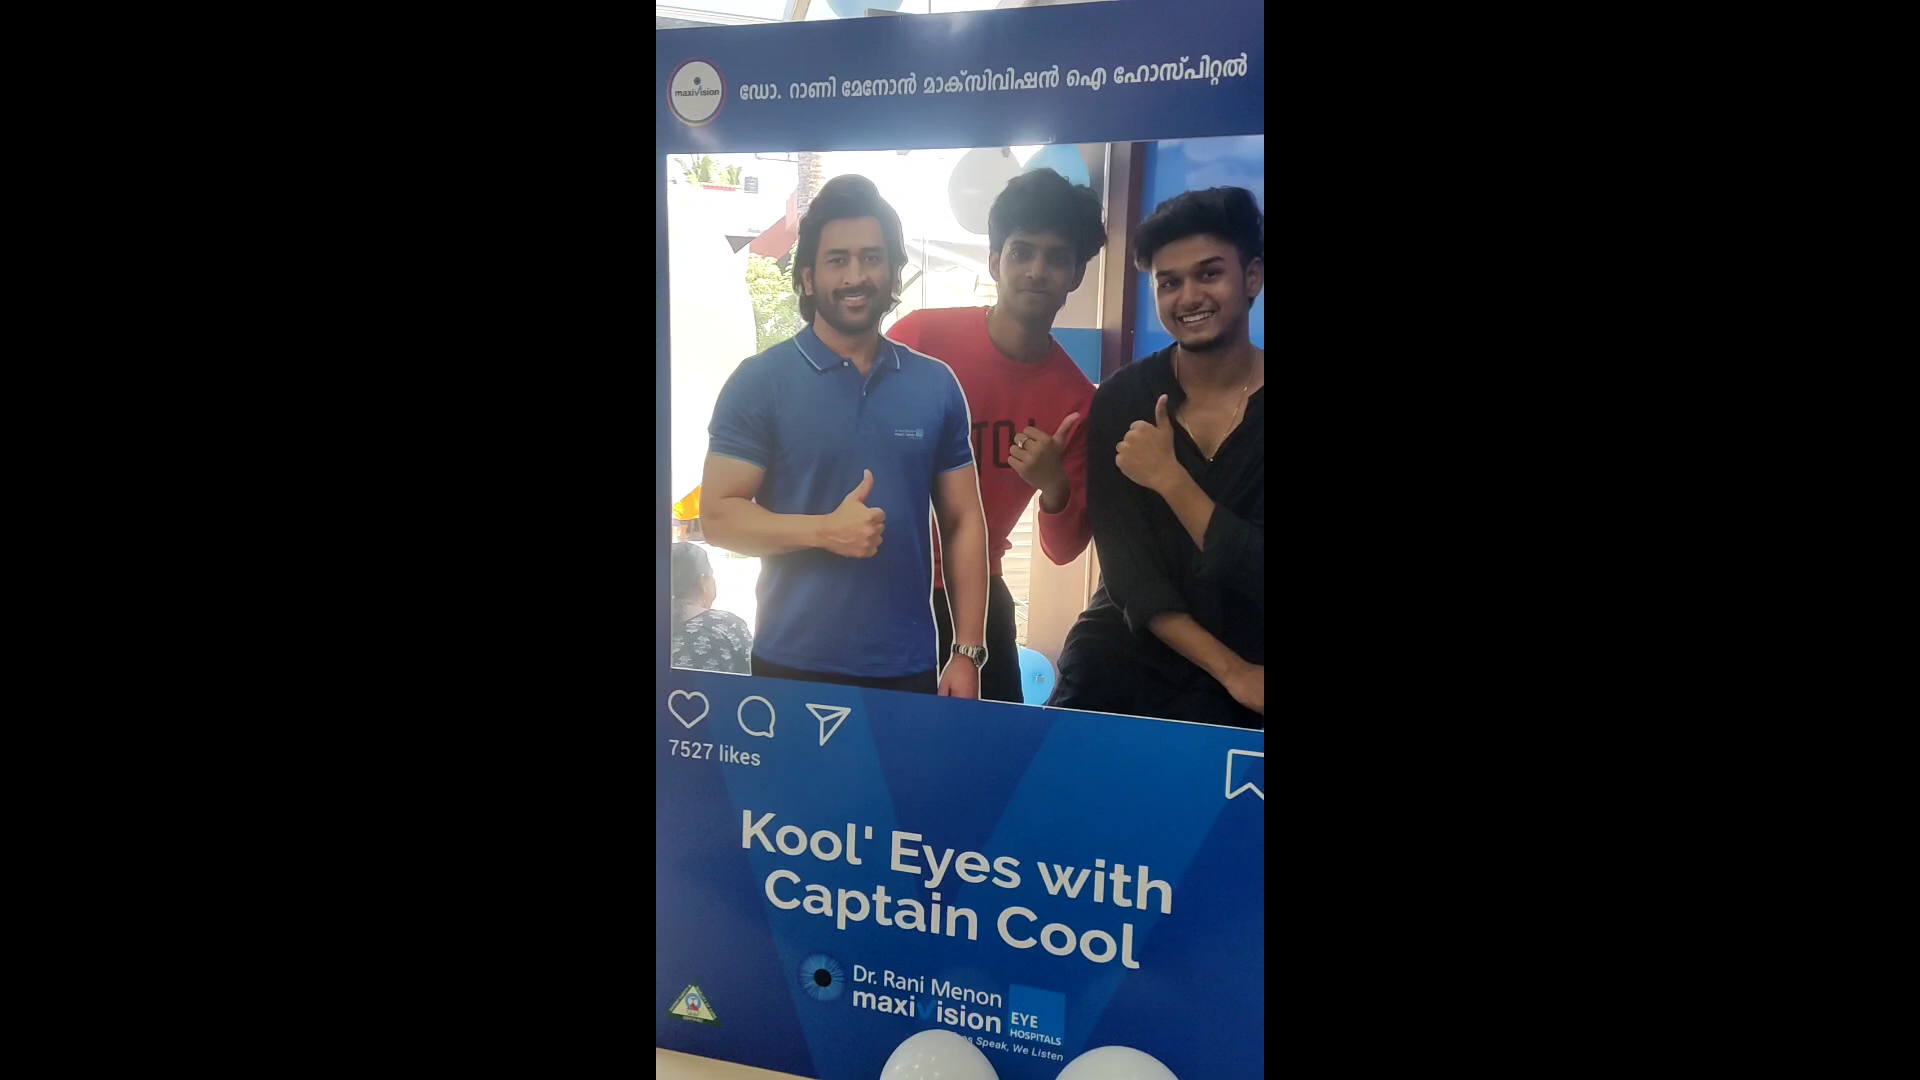 maxivision
ഡോ. റാണി മേനോൻ മാക്സിവിഷൻ ഐ ഹോസ്പിറ്റൽ
7527 likes
Kool' Eyes with
Captain Cool
Dr. Rani Menon
maxivision
EYE
HOSPITALS
Speak, We Listen